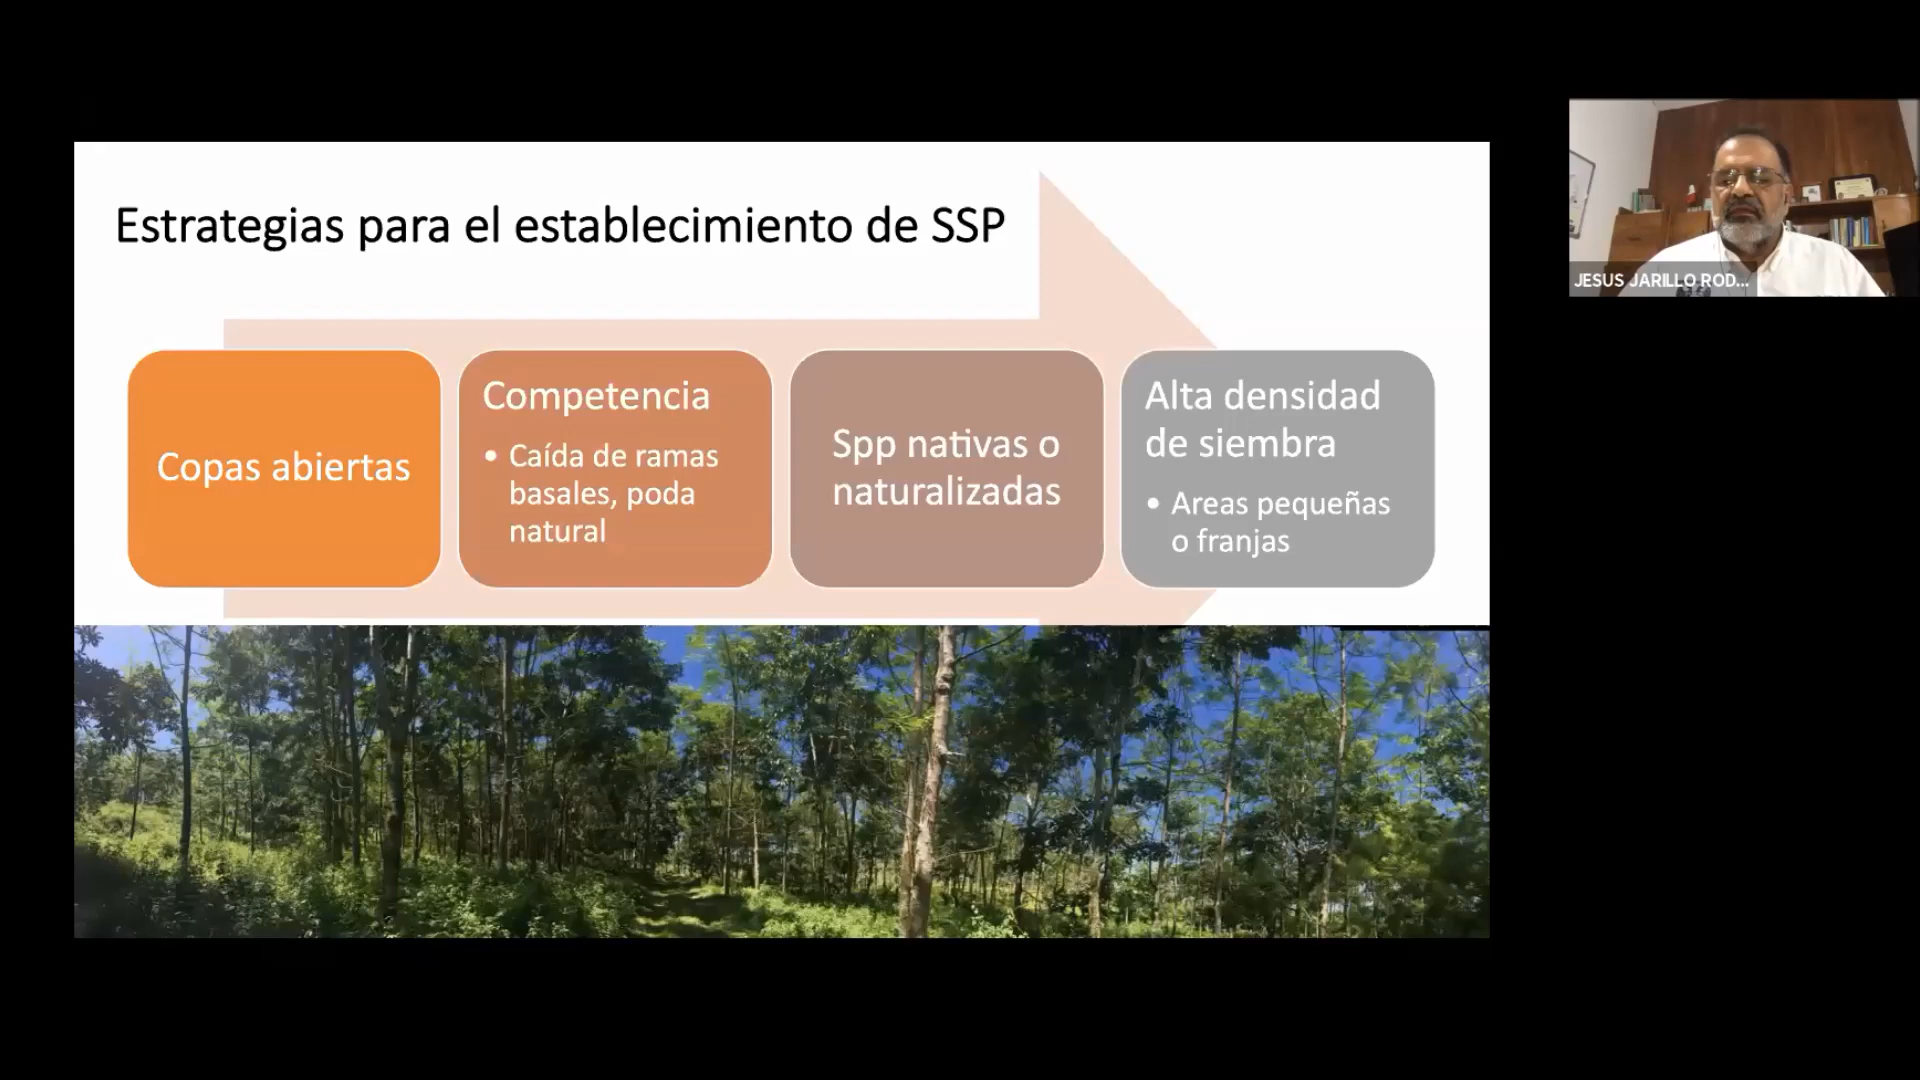 Estrategias para el establecimiento de SSP
Copas abiertas
Competencia
• Caída de ramas
basales, poda
natural
Spp nativas o
naturalizadas
Alta densidad
de siembra
• Areas pequeñas
o franjas
JESUS JARILLO ROD...